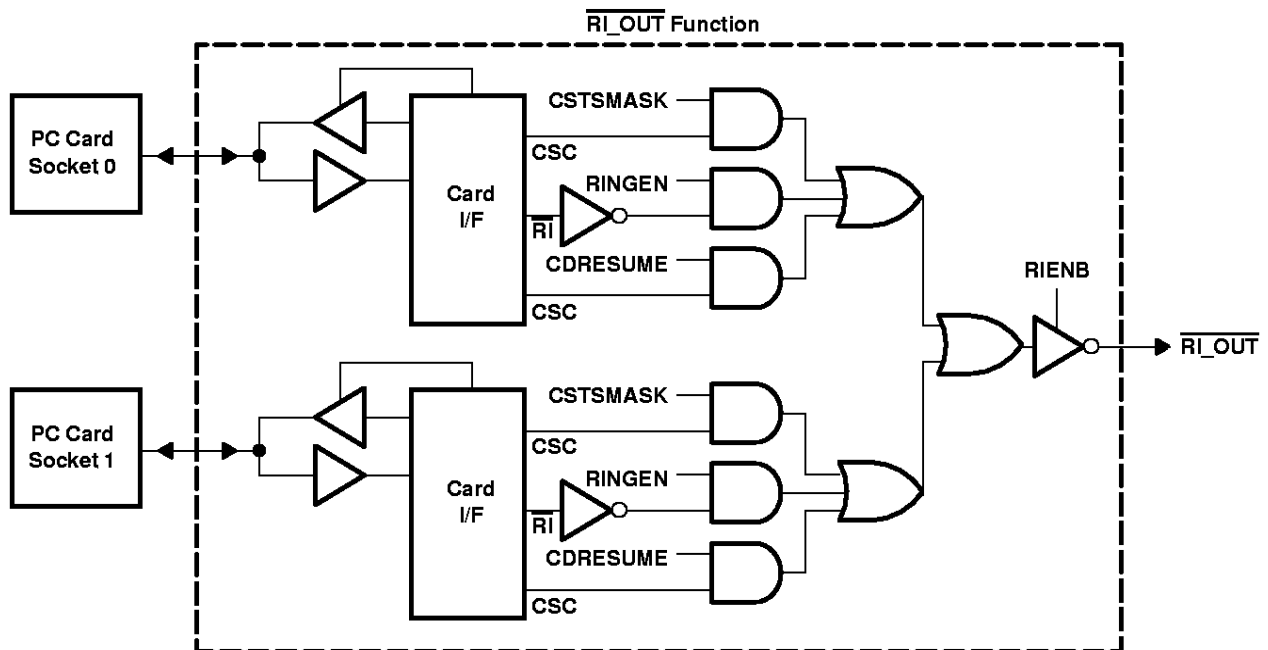 RI_OUT Function
PC Card
Socket 0
Card
I/F
CSTSMASK
CSC
RINGEN
RI
CDRESUME
CSC
RIENB
RI_OUT
PC Card
Socket 1
Card
I/F
CSTSMASK
CSC
RINGEN
RI
CDRESUME
CSC